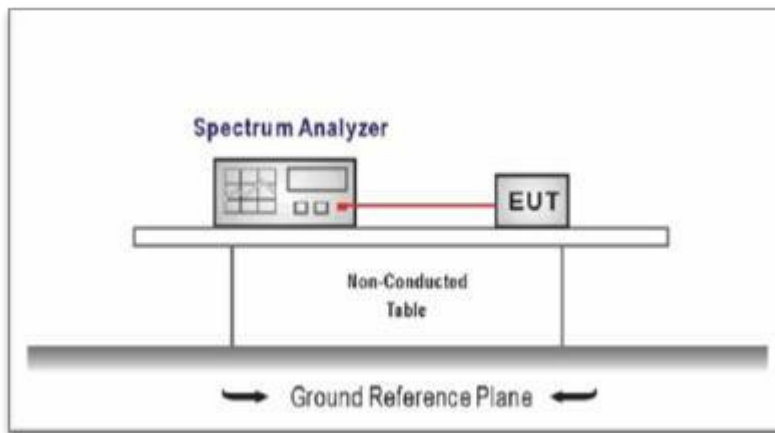 Spectrum Analyzer
EUT
Non-Conducted
Table
Ground Reference Plane